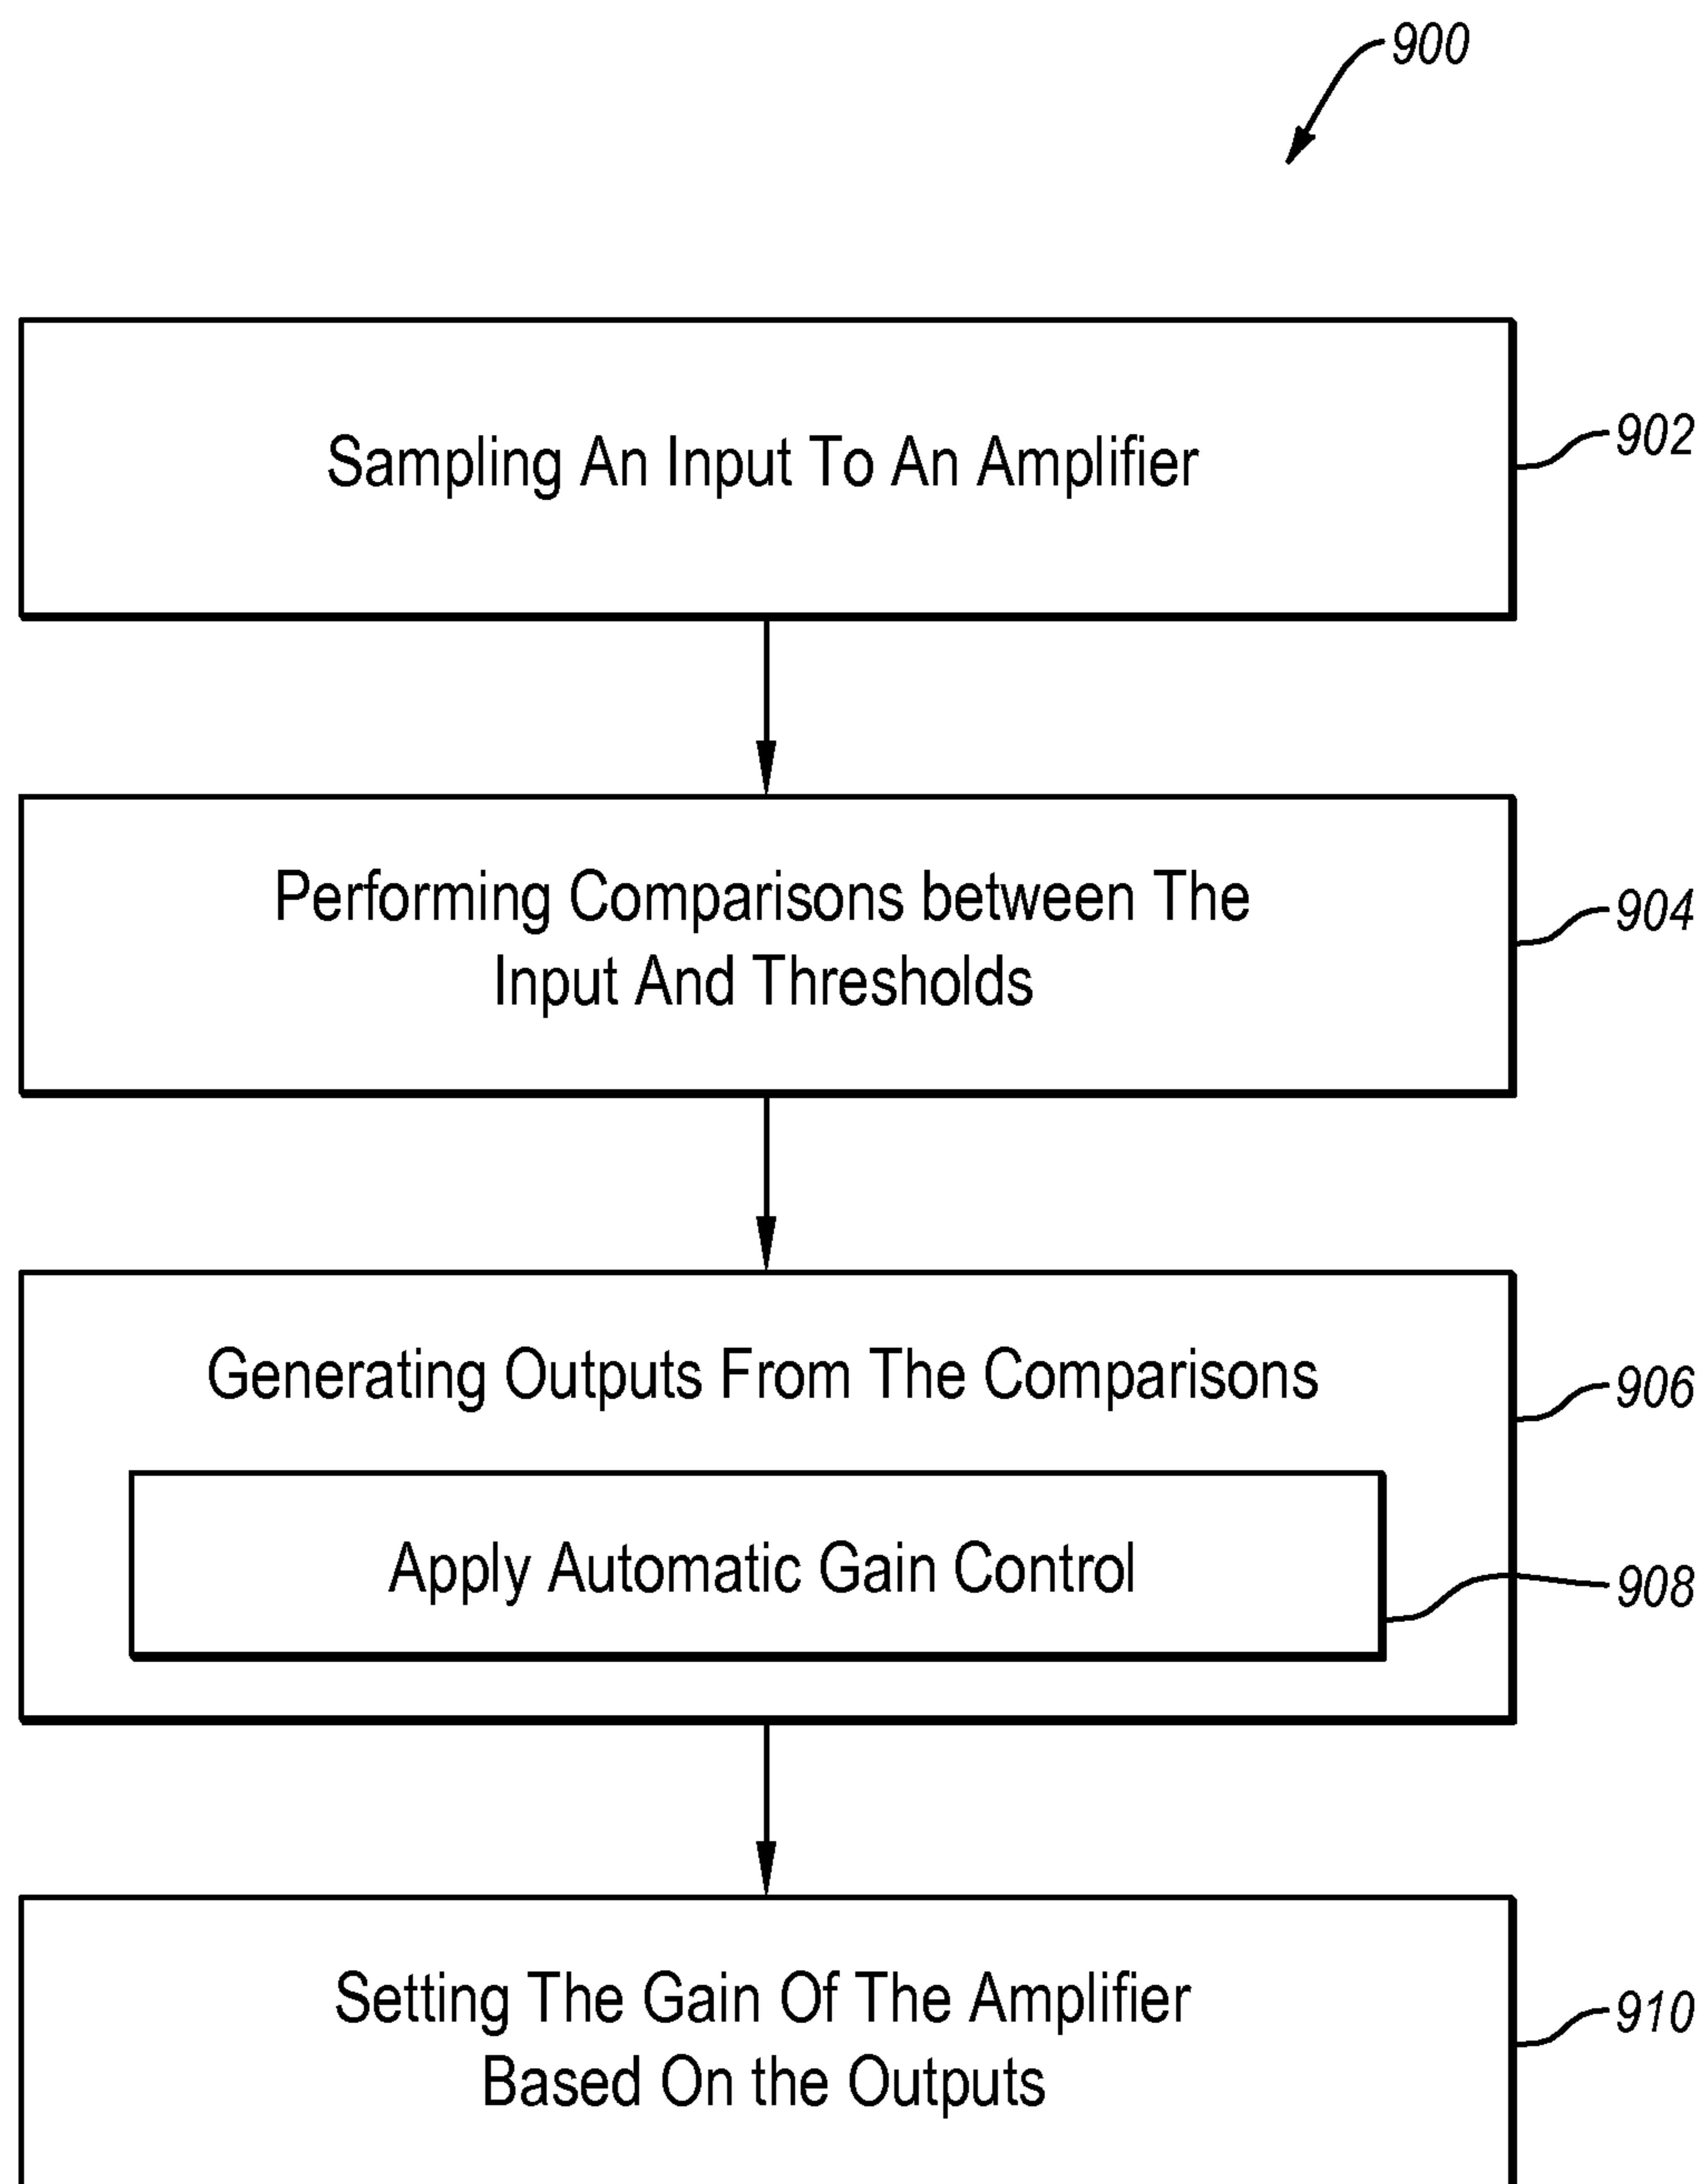 900
Sampling An Input To An Amplifier
902
Performing Comparisons between The
Input And Thresholds
904
Generating Outputs From The Comparisons
906
Apply Automatic Gain Control
908
Setting The Gain Of The Amplifier
Based On the Outputs
910